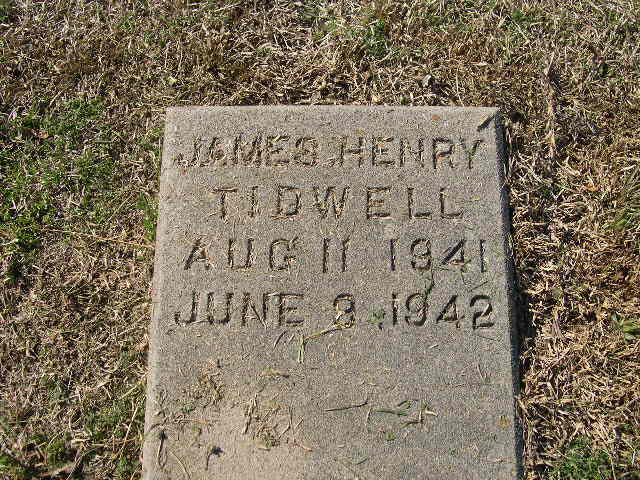 JAMES HENRY
TIDWELL
AUG 11 1941
JUNE 9 1942